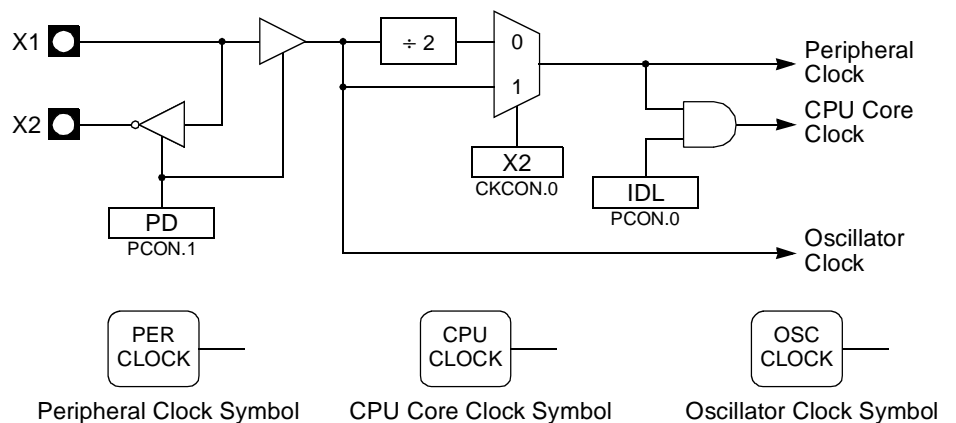 X1
÷ 2
0
1
Peripheral
Clock
X2
CPU Core
Clock
X2
CKCON.0
IDL
PCON.0
PD
PCON.1
Oscillator
Clock
PER
CLOCK
CPU
CLOCK
OSC
CLOCK
Peripheral Clock Symbol
CPU Core Clock Symbol
Oscillator Clock Symbol